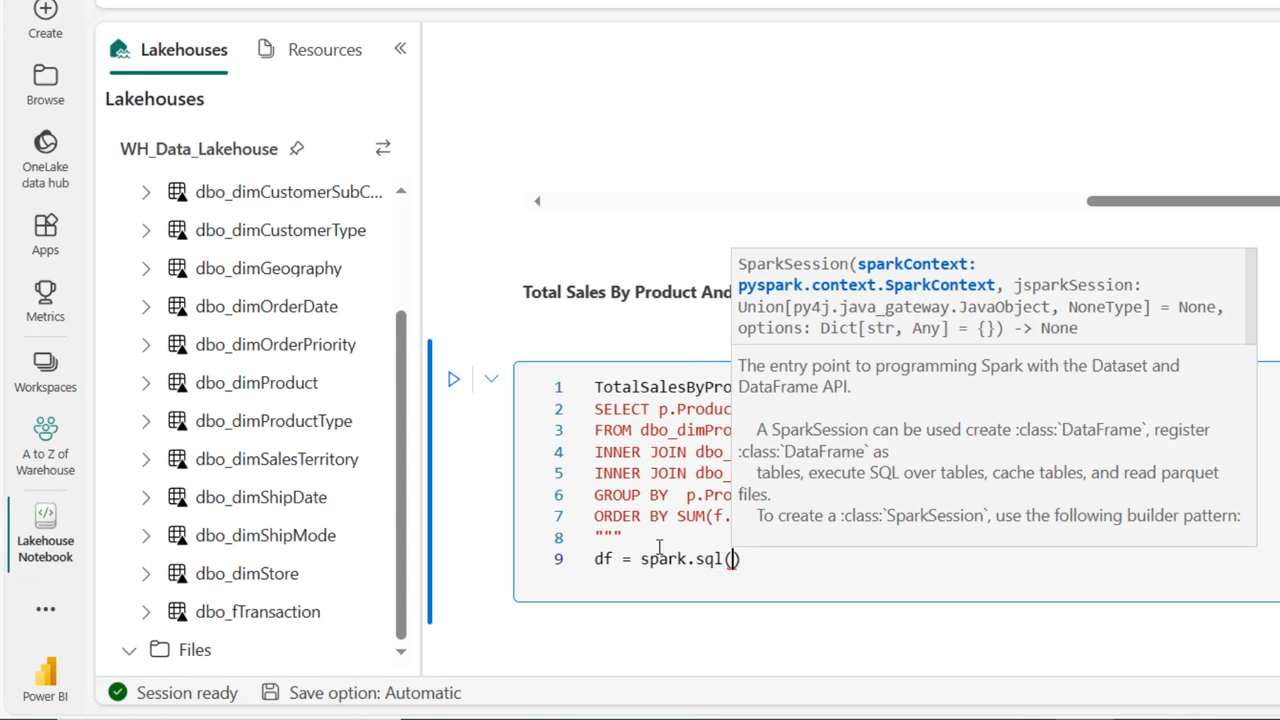 Create
Browse
OneLake
data hub
Apps
Metrics
Workspaces
A to Z of
Warehouse
Lakehouse
Notebook
Power BI
Lakehouses
Resources
Lakehouses
WH_Data_Lakehouse
dbo_dimCustomerSubC...
dbo_dimCustomerType
dbo_dimGeography
dbo_dimOrderDate
dbo_dimOrderPriority
dbo_dimProduct
dbo_dimProductType
dbo_dimSalesTerritory
dbo_dimShipDate
dbo_dimShipMode
dbo_dimStore
dbo_fTransaction
Files
Session ready
Save option: Automatic
Total Sales By Product And
1 TotalSalesByPro
2 SELECT p.Produc
3 FROM dbo_dimPro
4 INNER JOIN dbo_
5 INNER JOIN dbo_
6 GROUP BY p.Pro
7 ORDER BY SUM(f.
8 """
9 df = spark.sql()
SparkSession(sparkContext:
pyspark.context.SparkContext, jsparkSession:
Union[py4j.java_gateway.JavaObject, NoneType] = None,
options: Dict[str, Any] = {}) -> None
The entry point to programming Spark with the Dataset and
DataFrame API.
A SparkSession can be used create :class:`DataFrame`, register
:class:`DataFrame` as
tables, execute SQL over tables, cache tables, and read parquet
files.
To create a :class:`SparkSession`, use the following builder pattern: